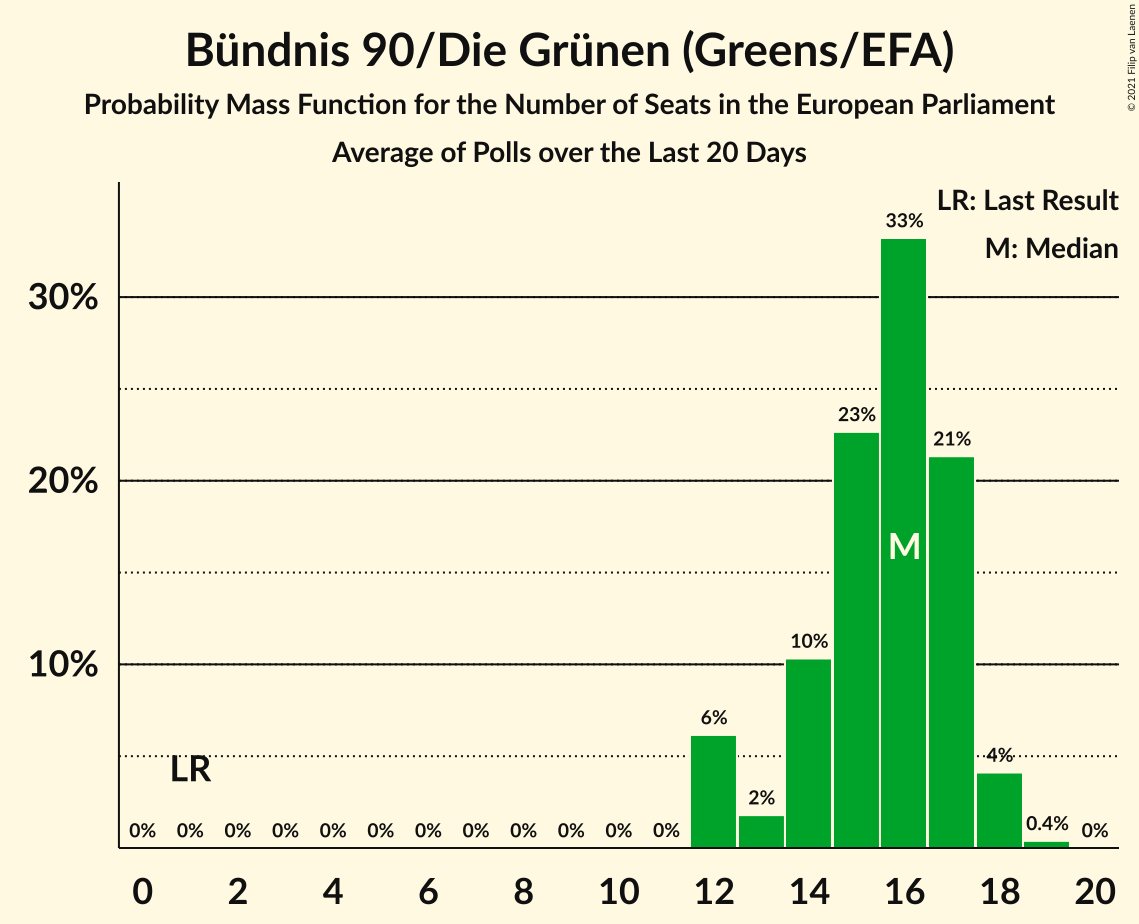 Bündnis 90/Die Grünen (Greens/EFA)
Probability Mass Function for the Number of Seats in the European Parliament
Average of Polls over the Last 20 Days
© 2021 Filip van Laenen
LR: Last Result
M: Median
33%
30%
23%
21%
20%
M
10%
10%
6%
4%
LR
2%
0% 0% 0% 0% 0% 0% 0% 0% 0% 0% 0% 0% 0.4% 0%
0 2 4 6 8 10 12 14 16 18 20